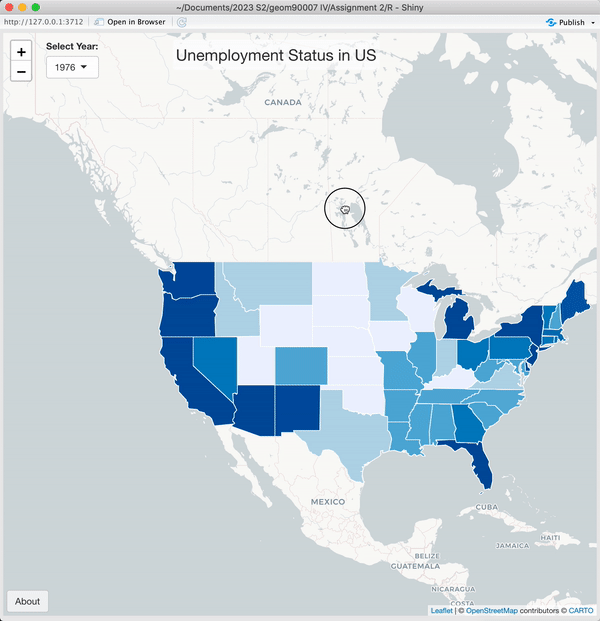 ~/Documents/2023 S2/geom90007 IV/Assignment 2/R - Shiny
http://127.0.0.1:3712 Open in Browser Publish
+
−
Select Year:
1976
Unemployment Status in US
CANADA
MEXICO
CUBA
HAITI
JAMAICA
BELIZE
GUATEMALA
NICARAGUA
COSTA
About
Leaflet | © OpenStreetMap contributors © CARTO